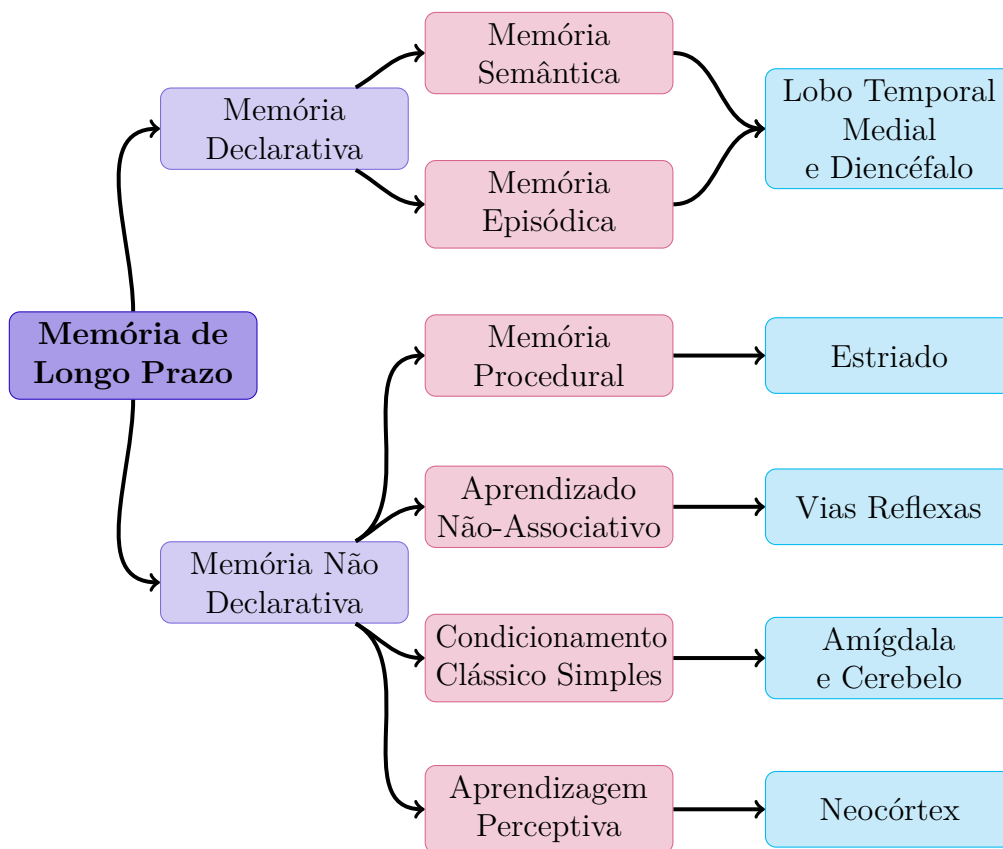 Memória de
Longo Prazo
Memória
Declarativa
Memória
Semântica
Memória
Episódica
Lobo Temporal
Medial
e Diencéfalo
Memória Não
Declarativa
Memória
Procedural
Estriado
Aprendizado
Não-Associativo
Vias Reflexas
Condicionamento
Clássico Simples
Amígdala
e Cerebelo
Aprendizagem
Perceptiva
Neocórtex